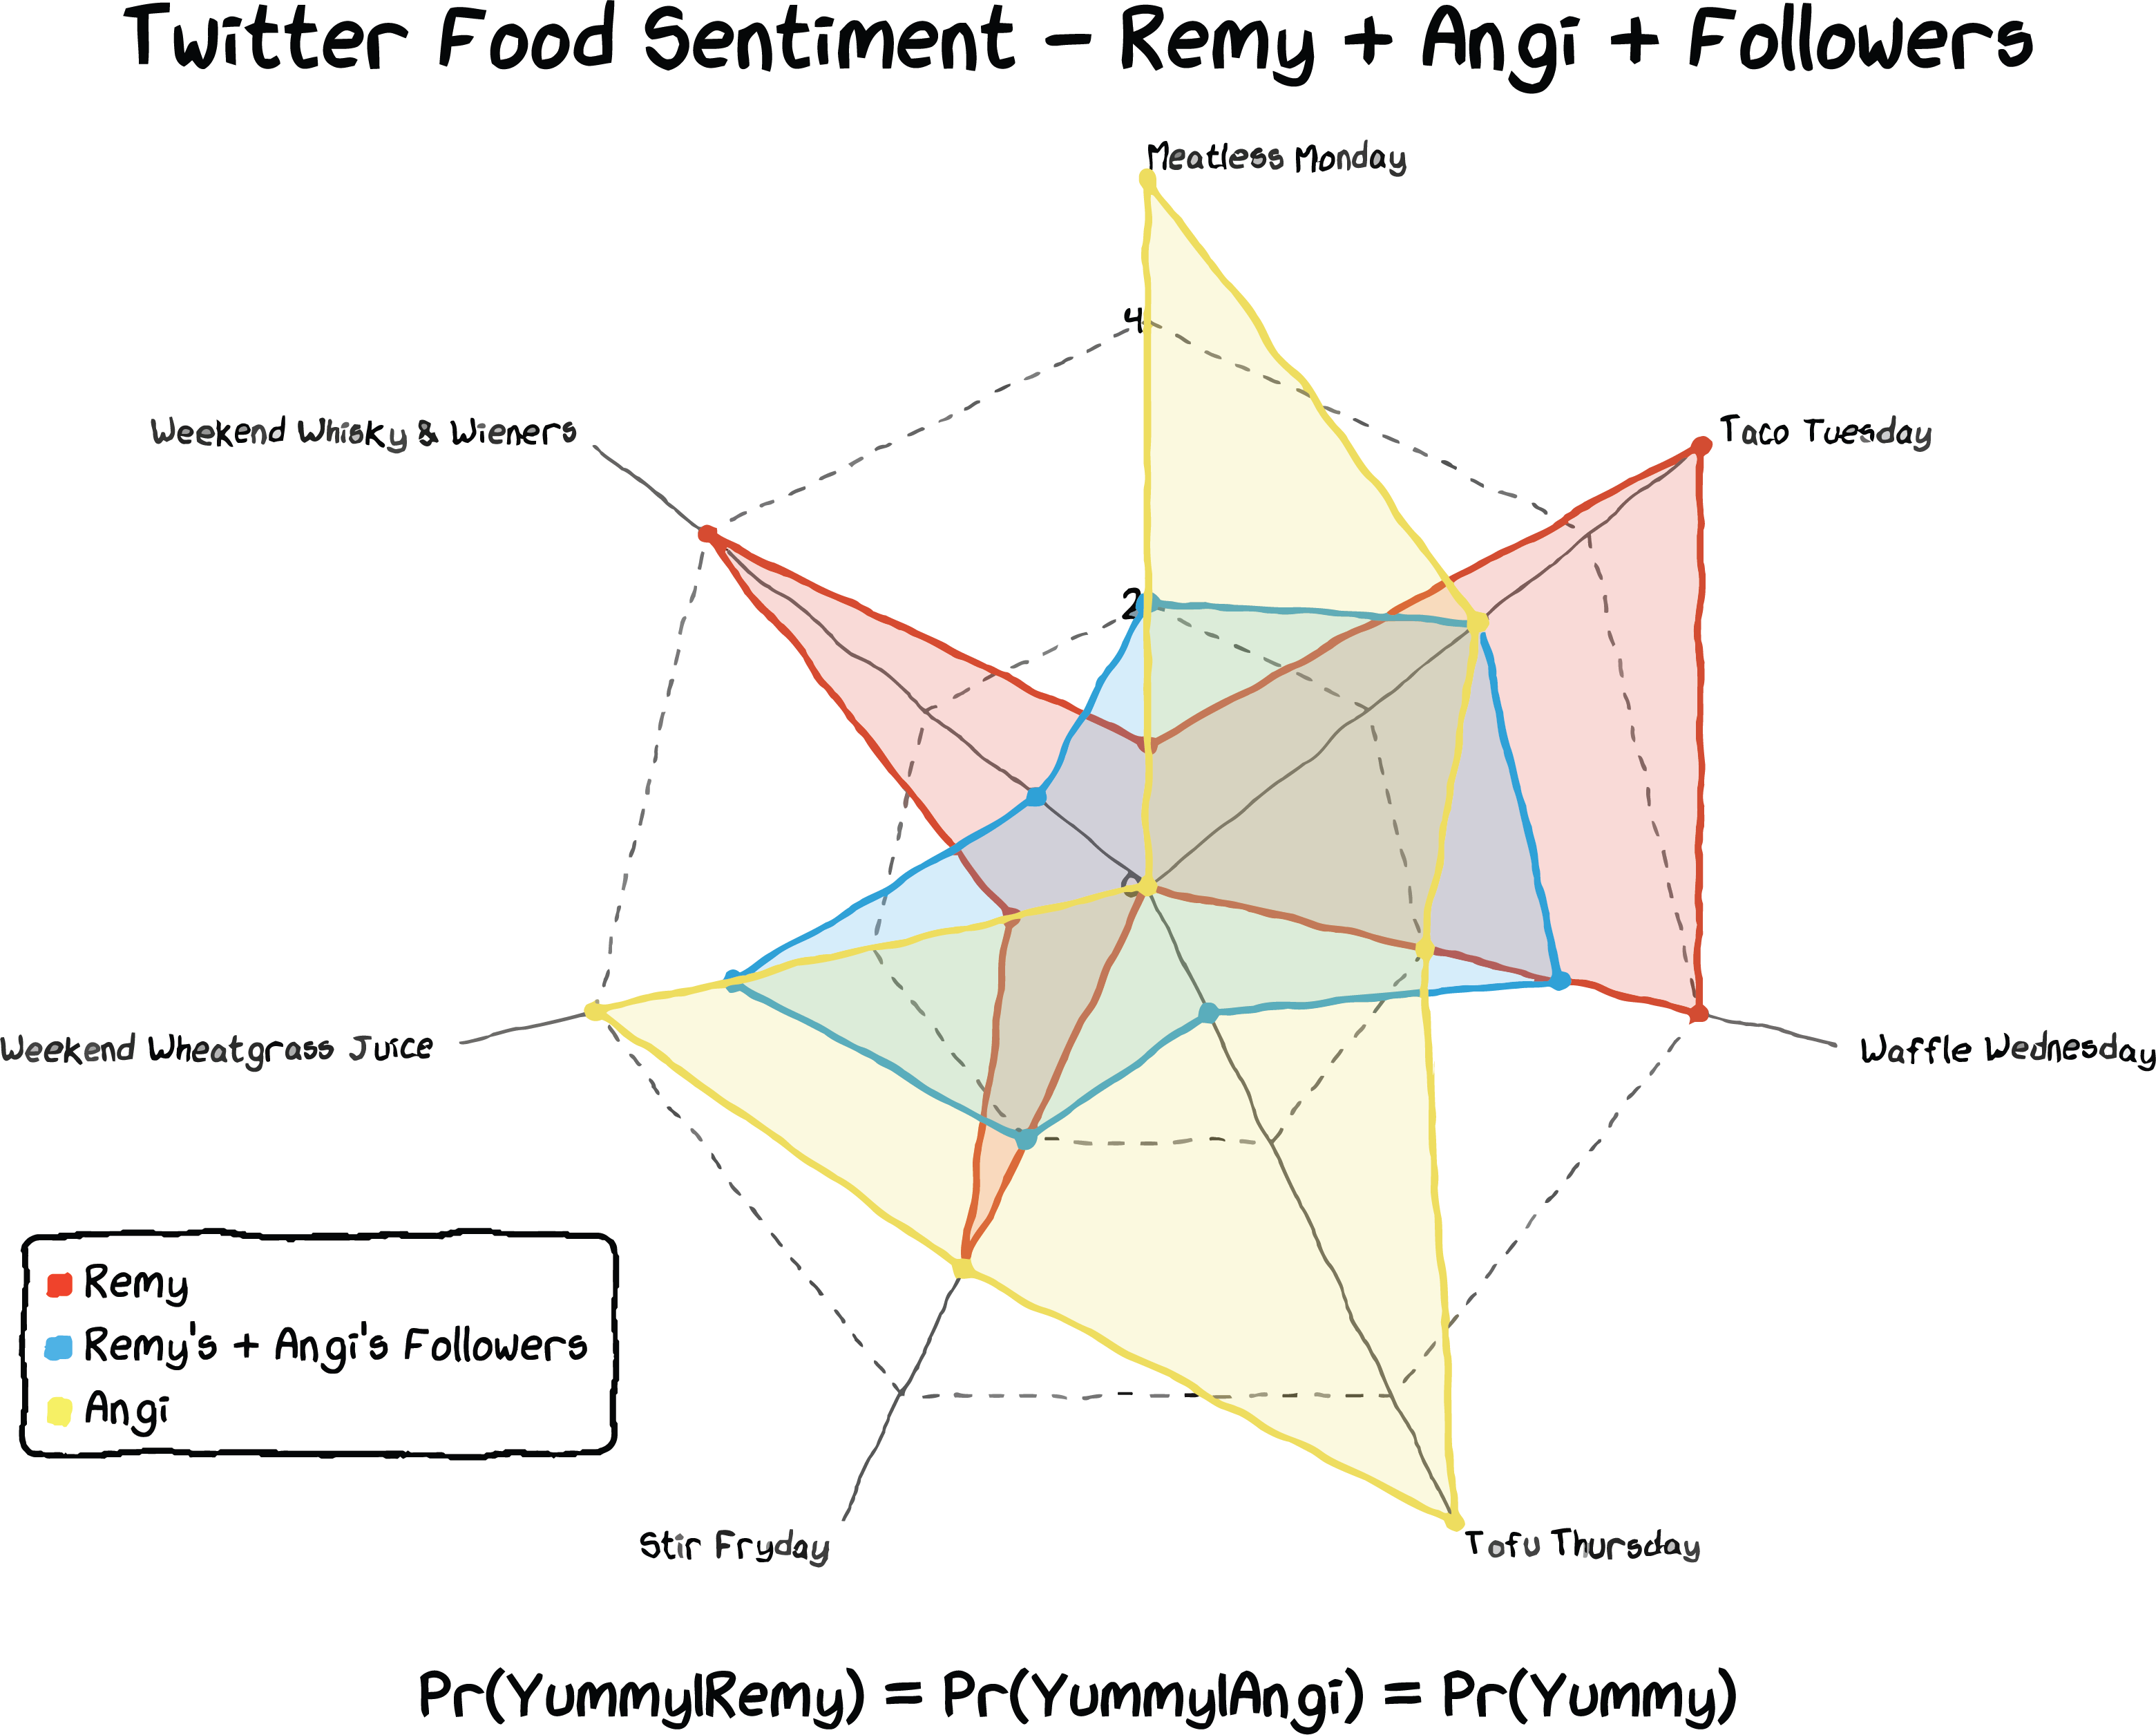 Twitter Food Sentiment - Remy + Angi + Followers
Meatless Monday
4
Weekend Whisky & Wieners
Taco Tuesday
2
0
Weekend Wheatgrass Juice
Waffle Wednesday
Remy
Remy's + Angi's Followers
Angi
Stir Fryday
Tofu Thursday
Pr(Yummy|Remy) = Pr(Yummy|Angi) = Pr(Yummy)